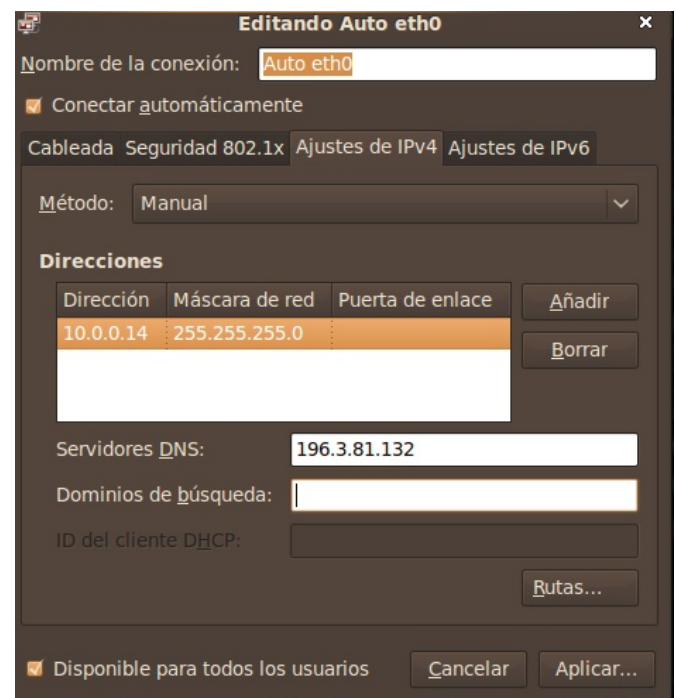 Editando Auto eth0
Nombre de la conexión: Auto eth0
Conectar automáticamente
Cableada Seguridad 802.1x Ajustes de IPv4 Ajustes de IPv6
Método: Manual
Direcciones
Dirección Máscara de red Puerta de enlace Añadir
10.0.0.14 255.255.255.0
Borrar
Servidores DNS: 196.3.81.132
Dominios de búsqueda:
ID del cliente DHCP:
Rutas...
Disponible para todos los usuarios Cancelar Aplicar...